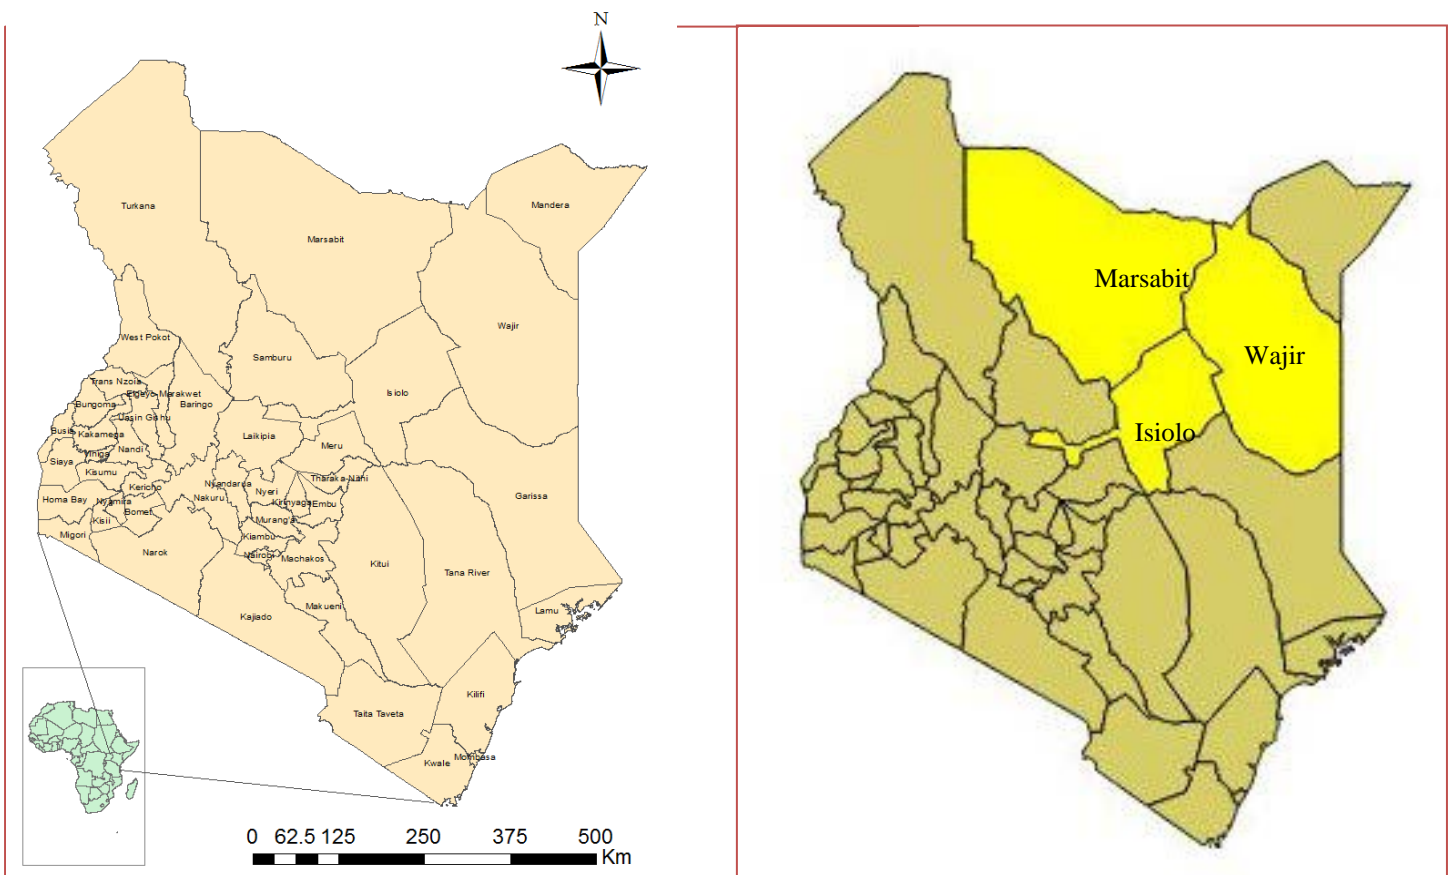 N
Turkana
Marsabit
Mandera
Wajir
West Pokot
Samburu
Isiolo
Trans Nzoia
Elgeyo-Marakwet
Baringo
Bungoma
Uasin Gishu
Busia
Kakamega
Laikipia
Meru
Vihiga
Nandi
Siaya
Kisumu
Tharaka-Nithi
Kericho
Nyandarua
Nyeri
Garissa
Homa Bay
Nyamira
Nakuru
Kirinyaga
Embu
Bomet
Kisii
Murang'a
Migori
Kiambu
Narok
Nairobi
Machakos
Kitui
Tana River
Makueni
Kajiado
Lamu
Kilifi
Taita Taveta
Kwale
Mombasa
0 62.5 125 250 375 500
Km
Marsabit
Wajir
Isiolo